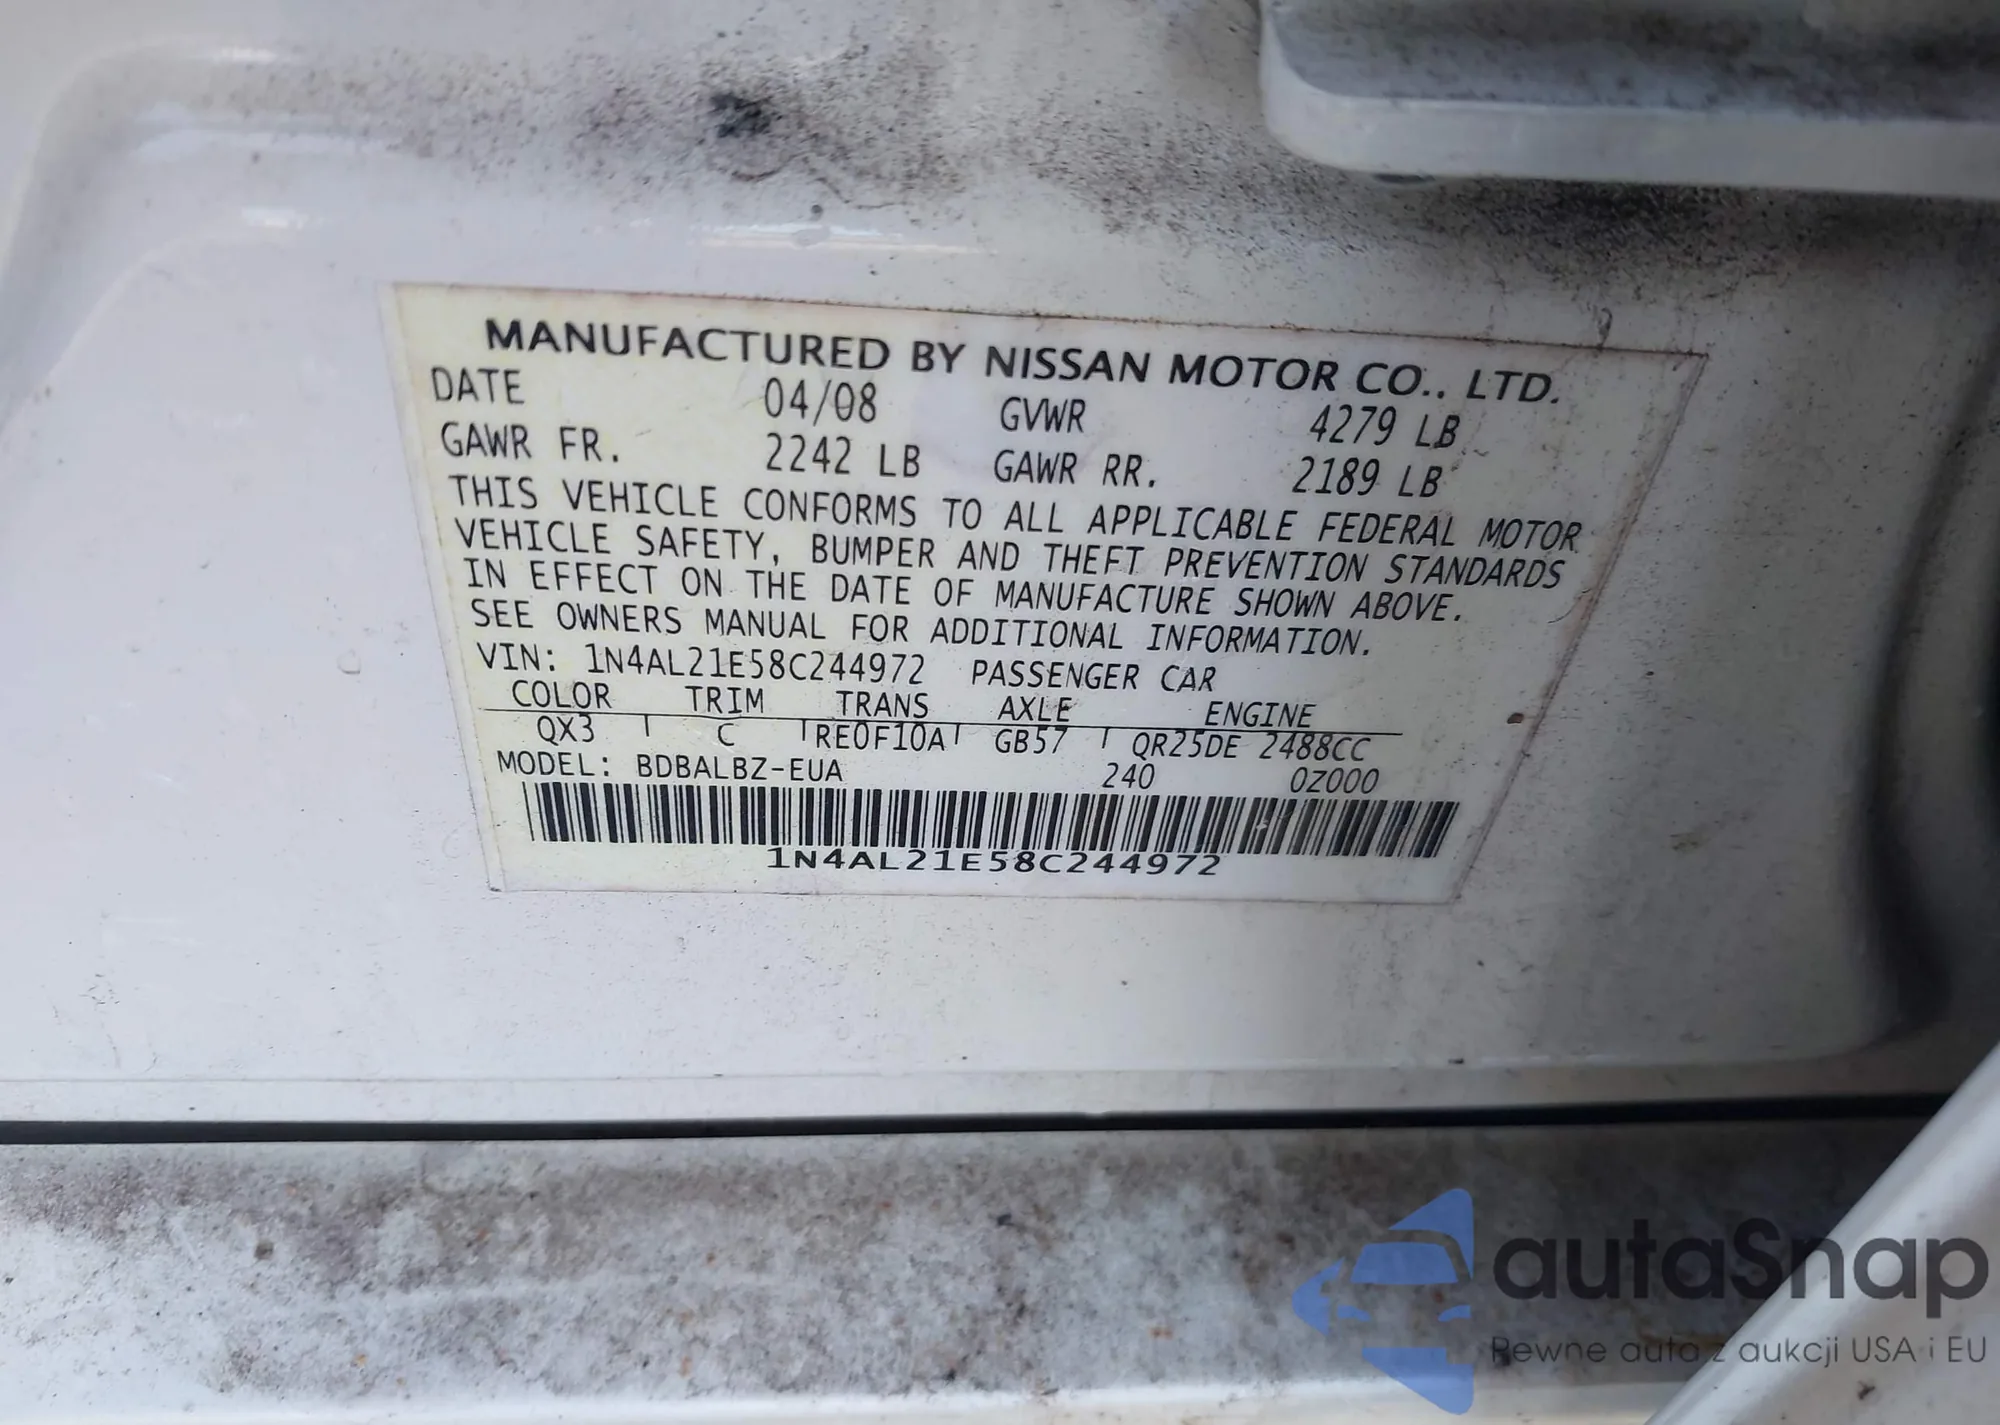 MANUFACTURED BY NISSAN MOTOR CO., LTD.
DATE 04/08 GVWR 4279 LB
GAWR FR. 2242 LB GAWR RR. 2189 LB
THIS VEHICLE CONFORMS TO ALL APPLICABLE FEDERAL MOTOR
VEHICLE SAFETY, BUMPER AND THEFT PREVENTION STANDARDS
IN EFFECT ON THE DATE OF MANUFACTURE SHOWN ABOVE.
SEE OWNERS MANUAL FOR ADDITIONAL INFORMATION.
VIN: 1N4AL21E58C244972 PASSENGER CAR
COLOR TRIM TRANS AXLE ENGINE
QX3 C RE0F10A GB57 QR25DE 2488CC
MODEL: BDBALBZ-EUA 240 0Z000
1N4AL21E58C244972
autaSnap
Pewne auta z aukcji USA i EU